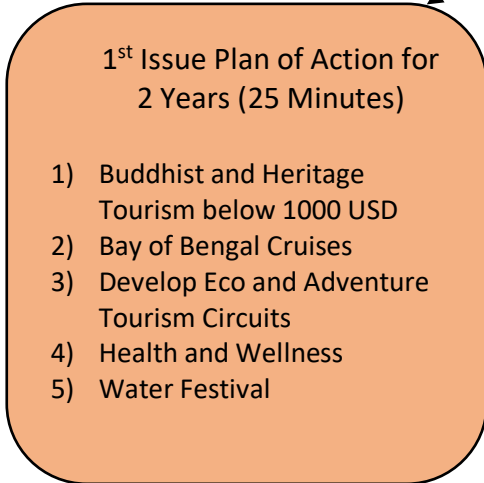 1st Issue Plan of Action for
2 Years (25 Minutes)
1) Buddhist and Heritage
Tourism below 1000 USD
2) Bay of Bengal Cruises
3) Develop Eco and Adventure
Tourism Circuits
4) Health and Wellness
5) Water Festival